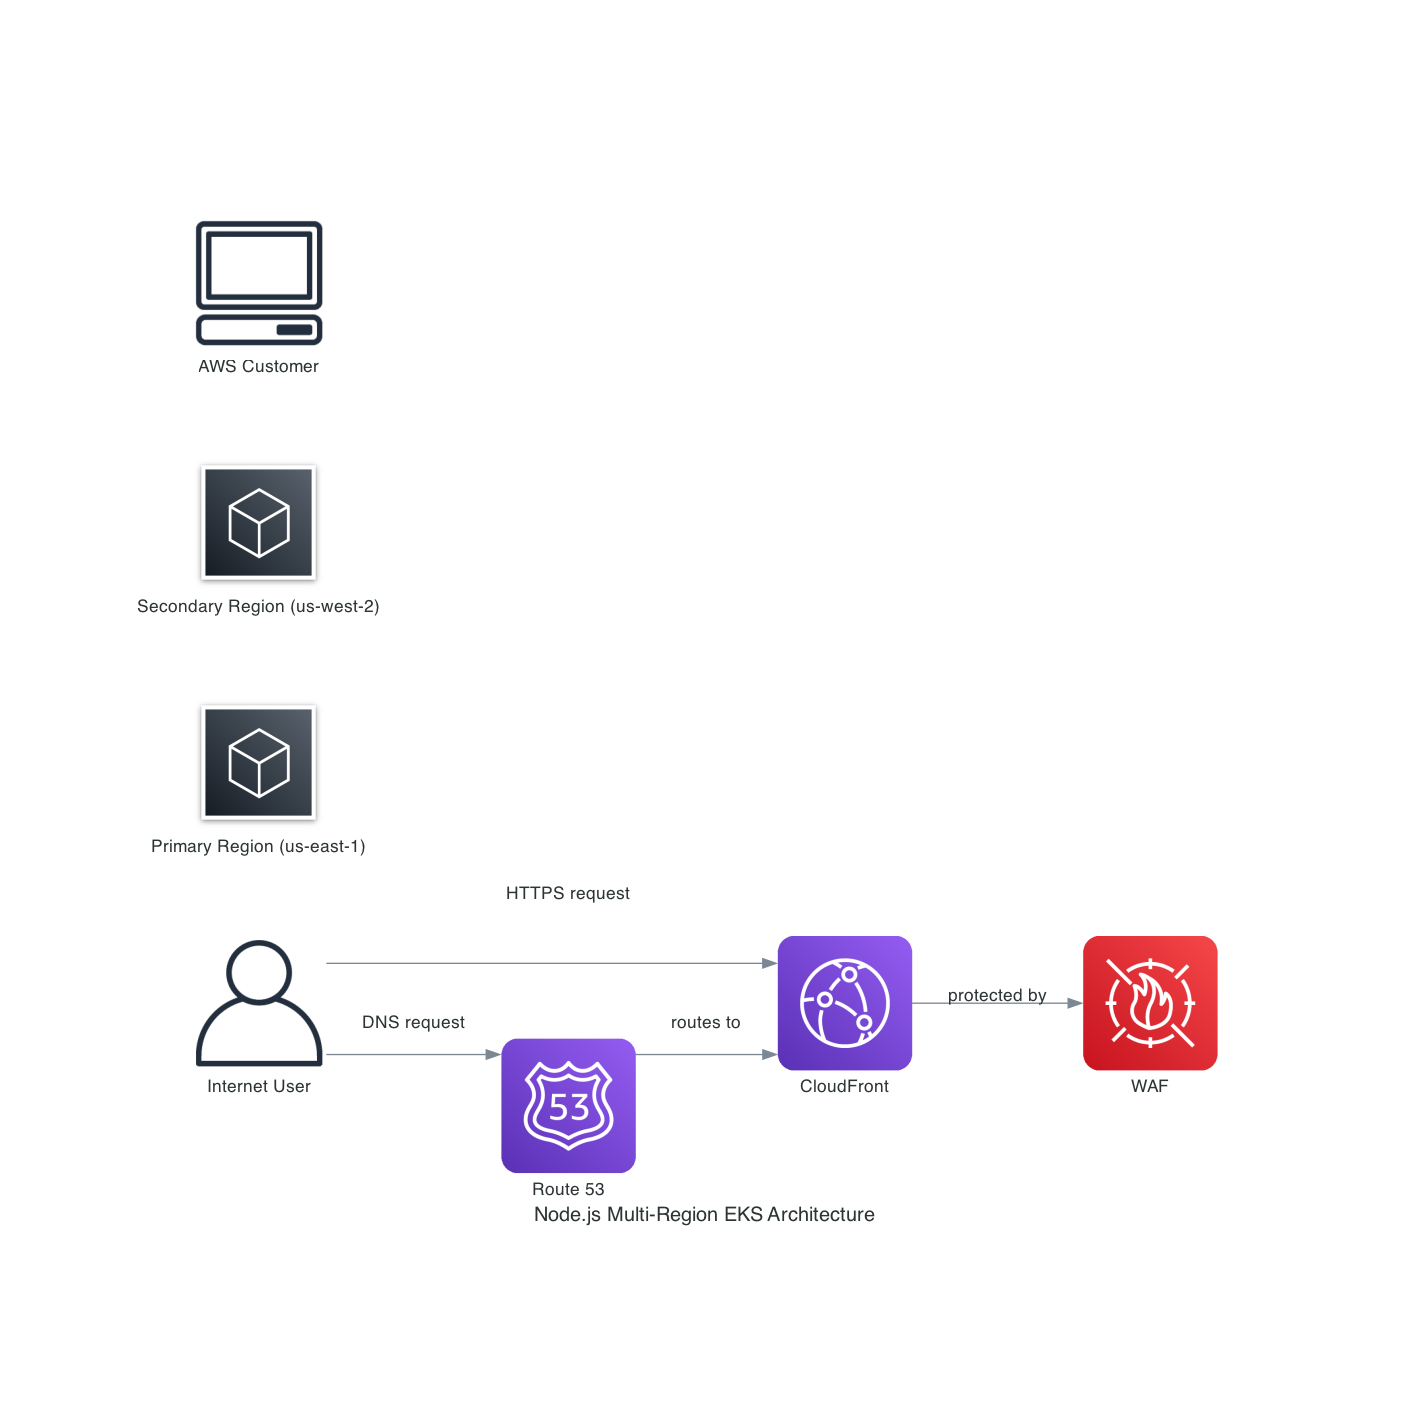 AWS Customer
Secondary Region (us-west-2)
Primary Region (us-east-1)
HTTPS request
protected by
DNS request
routes to
Internet User
CloudFront
WAF
53
Route 53
Node.js Multi-Region EKS Architecture